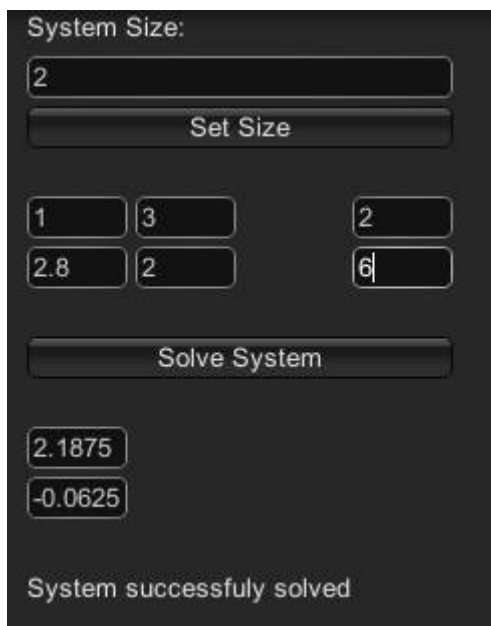 System Size:
2
Set Size
1 3 2
2.8 2 6
Solve System
2.1875
-0.0625
System successfuly solved